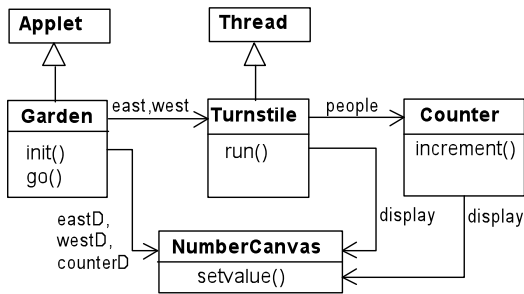 Applet
Thread
Garden
init()
go()
east,west
Turnstile
run()
people
Counter
increment()
eastD,
westD,
counterD
display
display
NumberCanvas
setvalue()